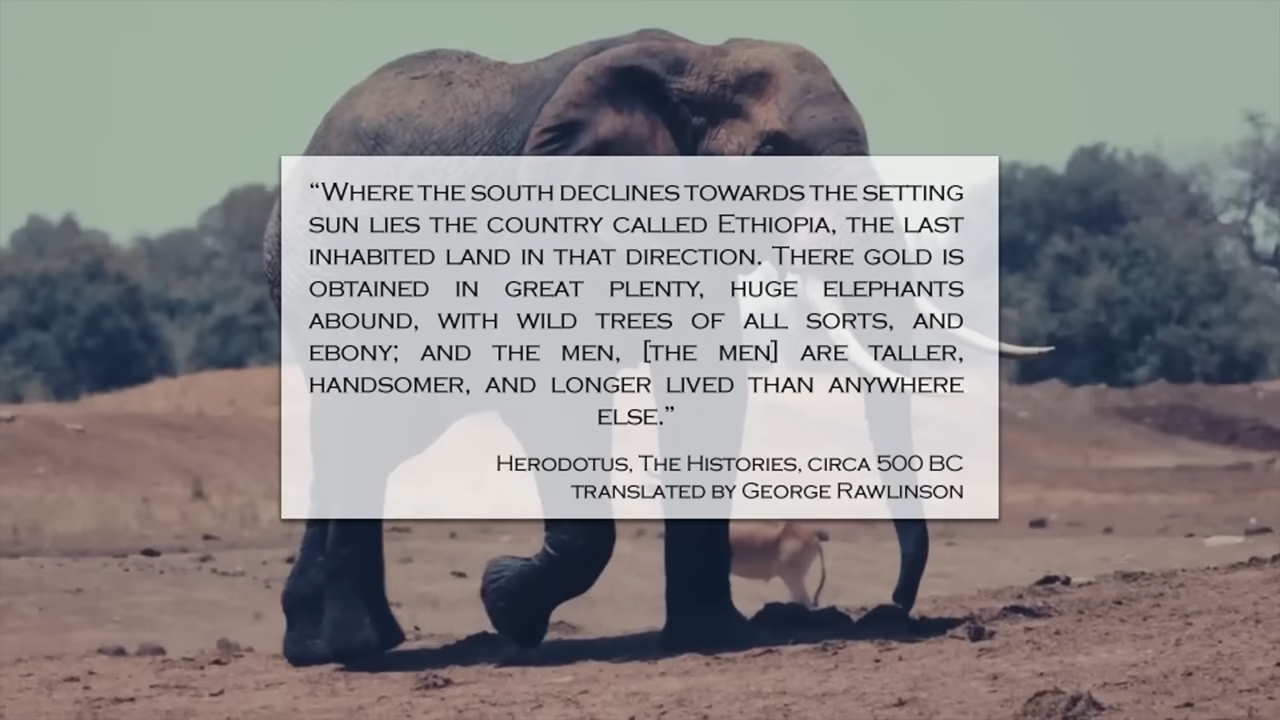 “Where the south declines towards the setting
sun lies the country called Ethiopia, the last
inhabited land in that direction. There gold is
obtained in great plenty, huge elephants
abound, with wild trees of all sorts, and
ebony; and the men, [the men] are taller,
handsomer, and longer lived than anywhere
else.”
Herodotus, The Histories, circa 500 BC
translated by George Rawlinson